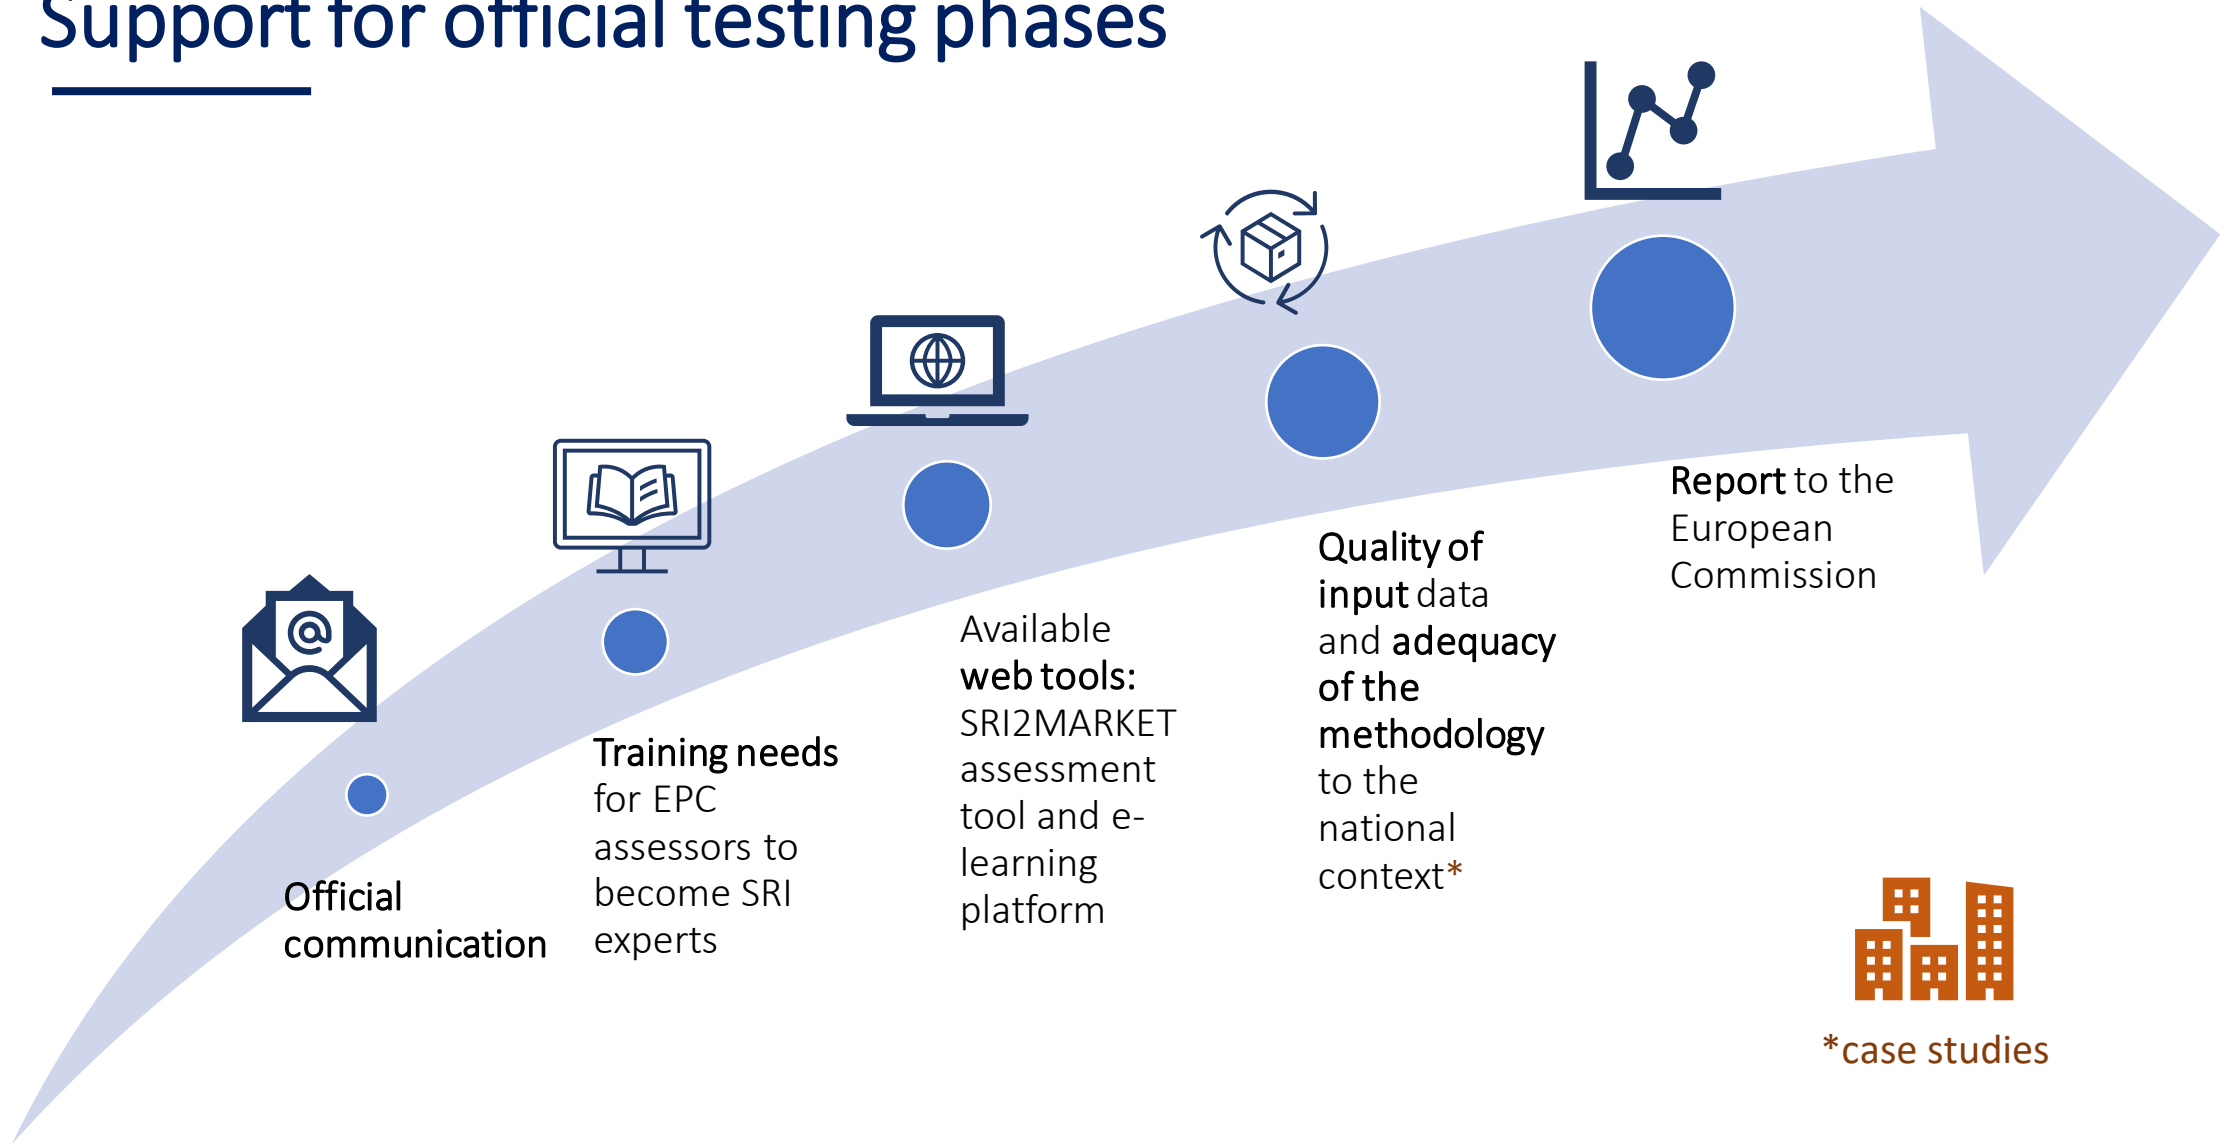 Support for official testing phases
Official
communication
Training needs
for EPC
assessors to
become SRI
experts
Available
web tools:
SRI2MARKET
assessment
tool and e-
learning
platform
Quality of
input data
and adequacy
of the
methodology
to the
national
context*
Report to the
European
Commission
*case studies